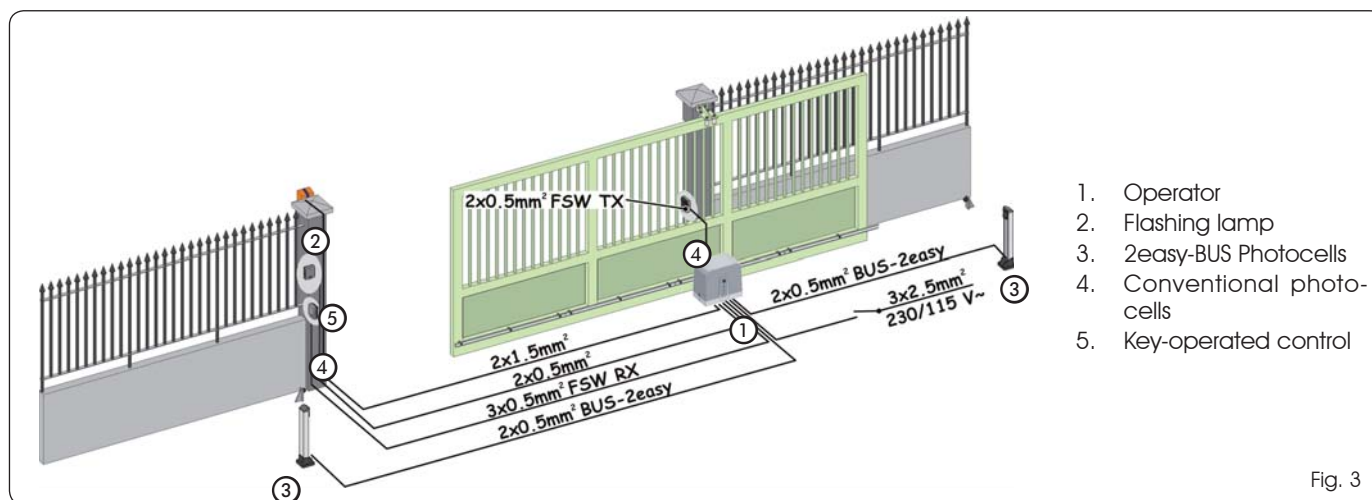 2x0.5mm² FSW TX
2
4
2x0.5mm² BUS-2easy
3
3x2.5mm²
230/115 V~
5
1
2x1.5mm²
2x0.5mm²
4
3x0.5mm² FSW RX
2x0.5mm² BUS-2easy
3
1. Operator
2. Flashing lamp
3. 2easy-BUS Photocells
4. Conventional photo-
cells
5. Key-operated control
Fig. 3